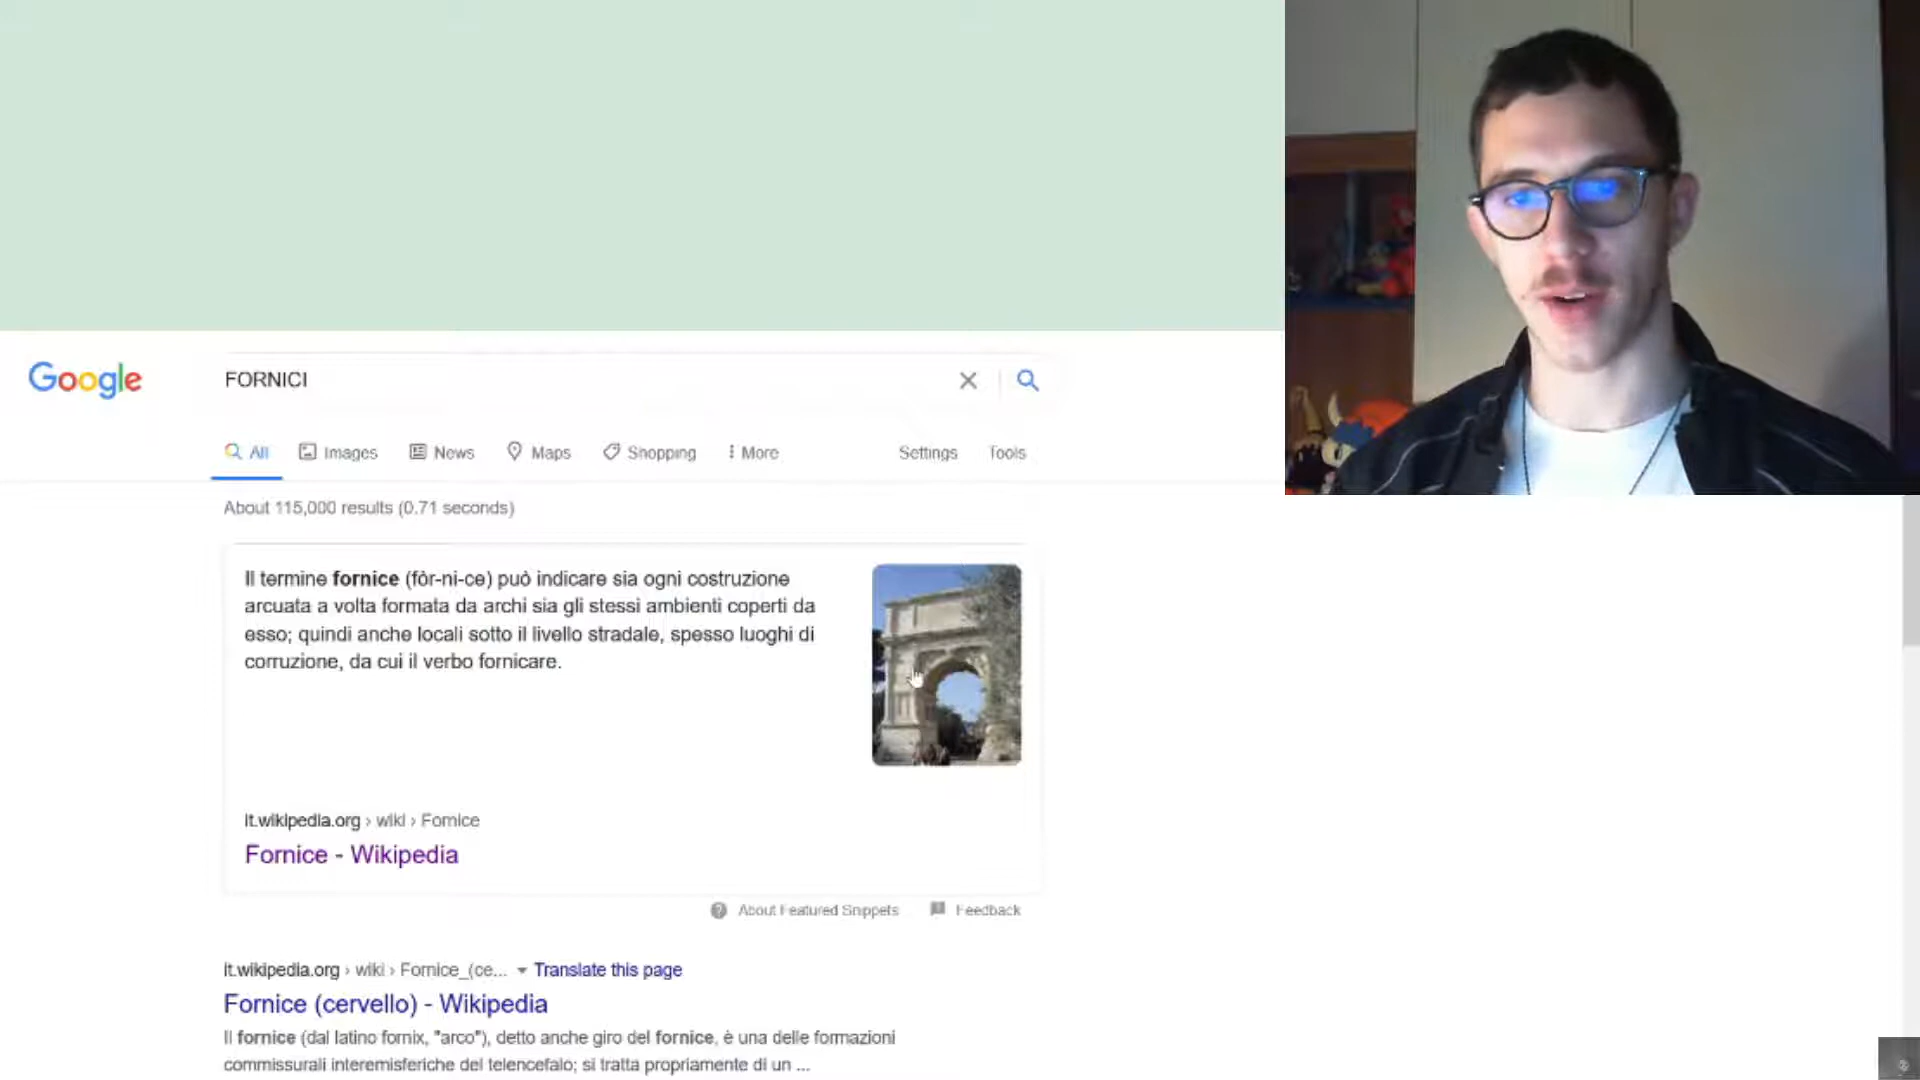 Google
FORNICI
All Images News Maps Shopping More Settings Tools
About 115,000 results (0.71 seconds)
Il termine fornice (fòr-ni-ce) può indicare sia ogni costruzione
arcuata a volta formata da archi sia gli stessi ambienti coperti da
esso; quindi anche locali sotto il livello stradale, spesso luoghi di
corruzione, da cui il verbo fornicare.
it.wikipedia.org › wiki › Fornice
Fornice - Wikipedia
About Featured Snippets Feedback
it.wikipedia.org › wiki › Fornice_(ce... Translate this page
Fornice (cervello) - Wikipedia
Il fornice (dal latino fornix, "arco"), detto anche giro del fornice, è una delle formazioni
commissurali interemisferiche del telencefalo; si tratta propriamente di un ...